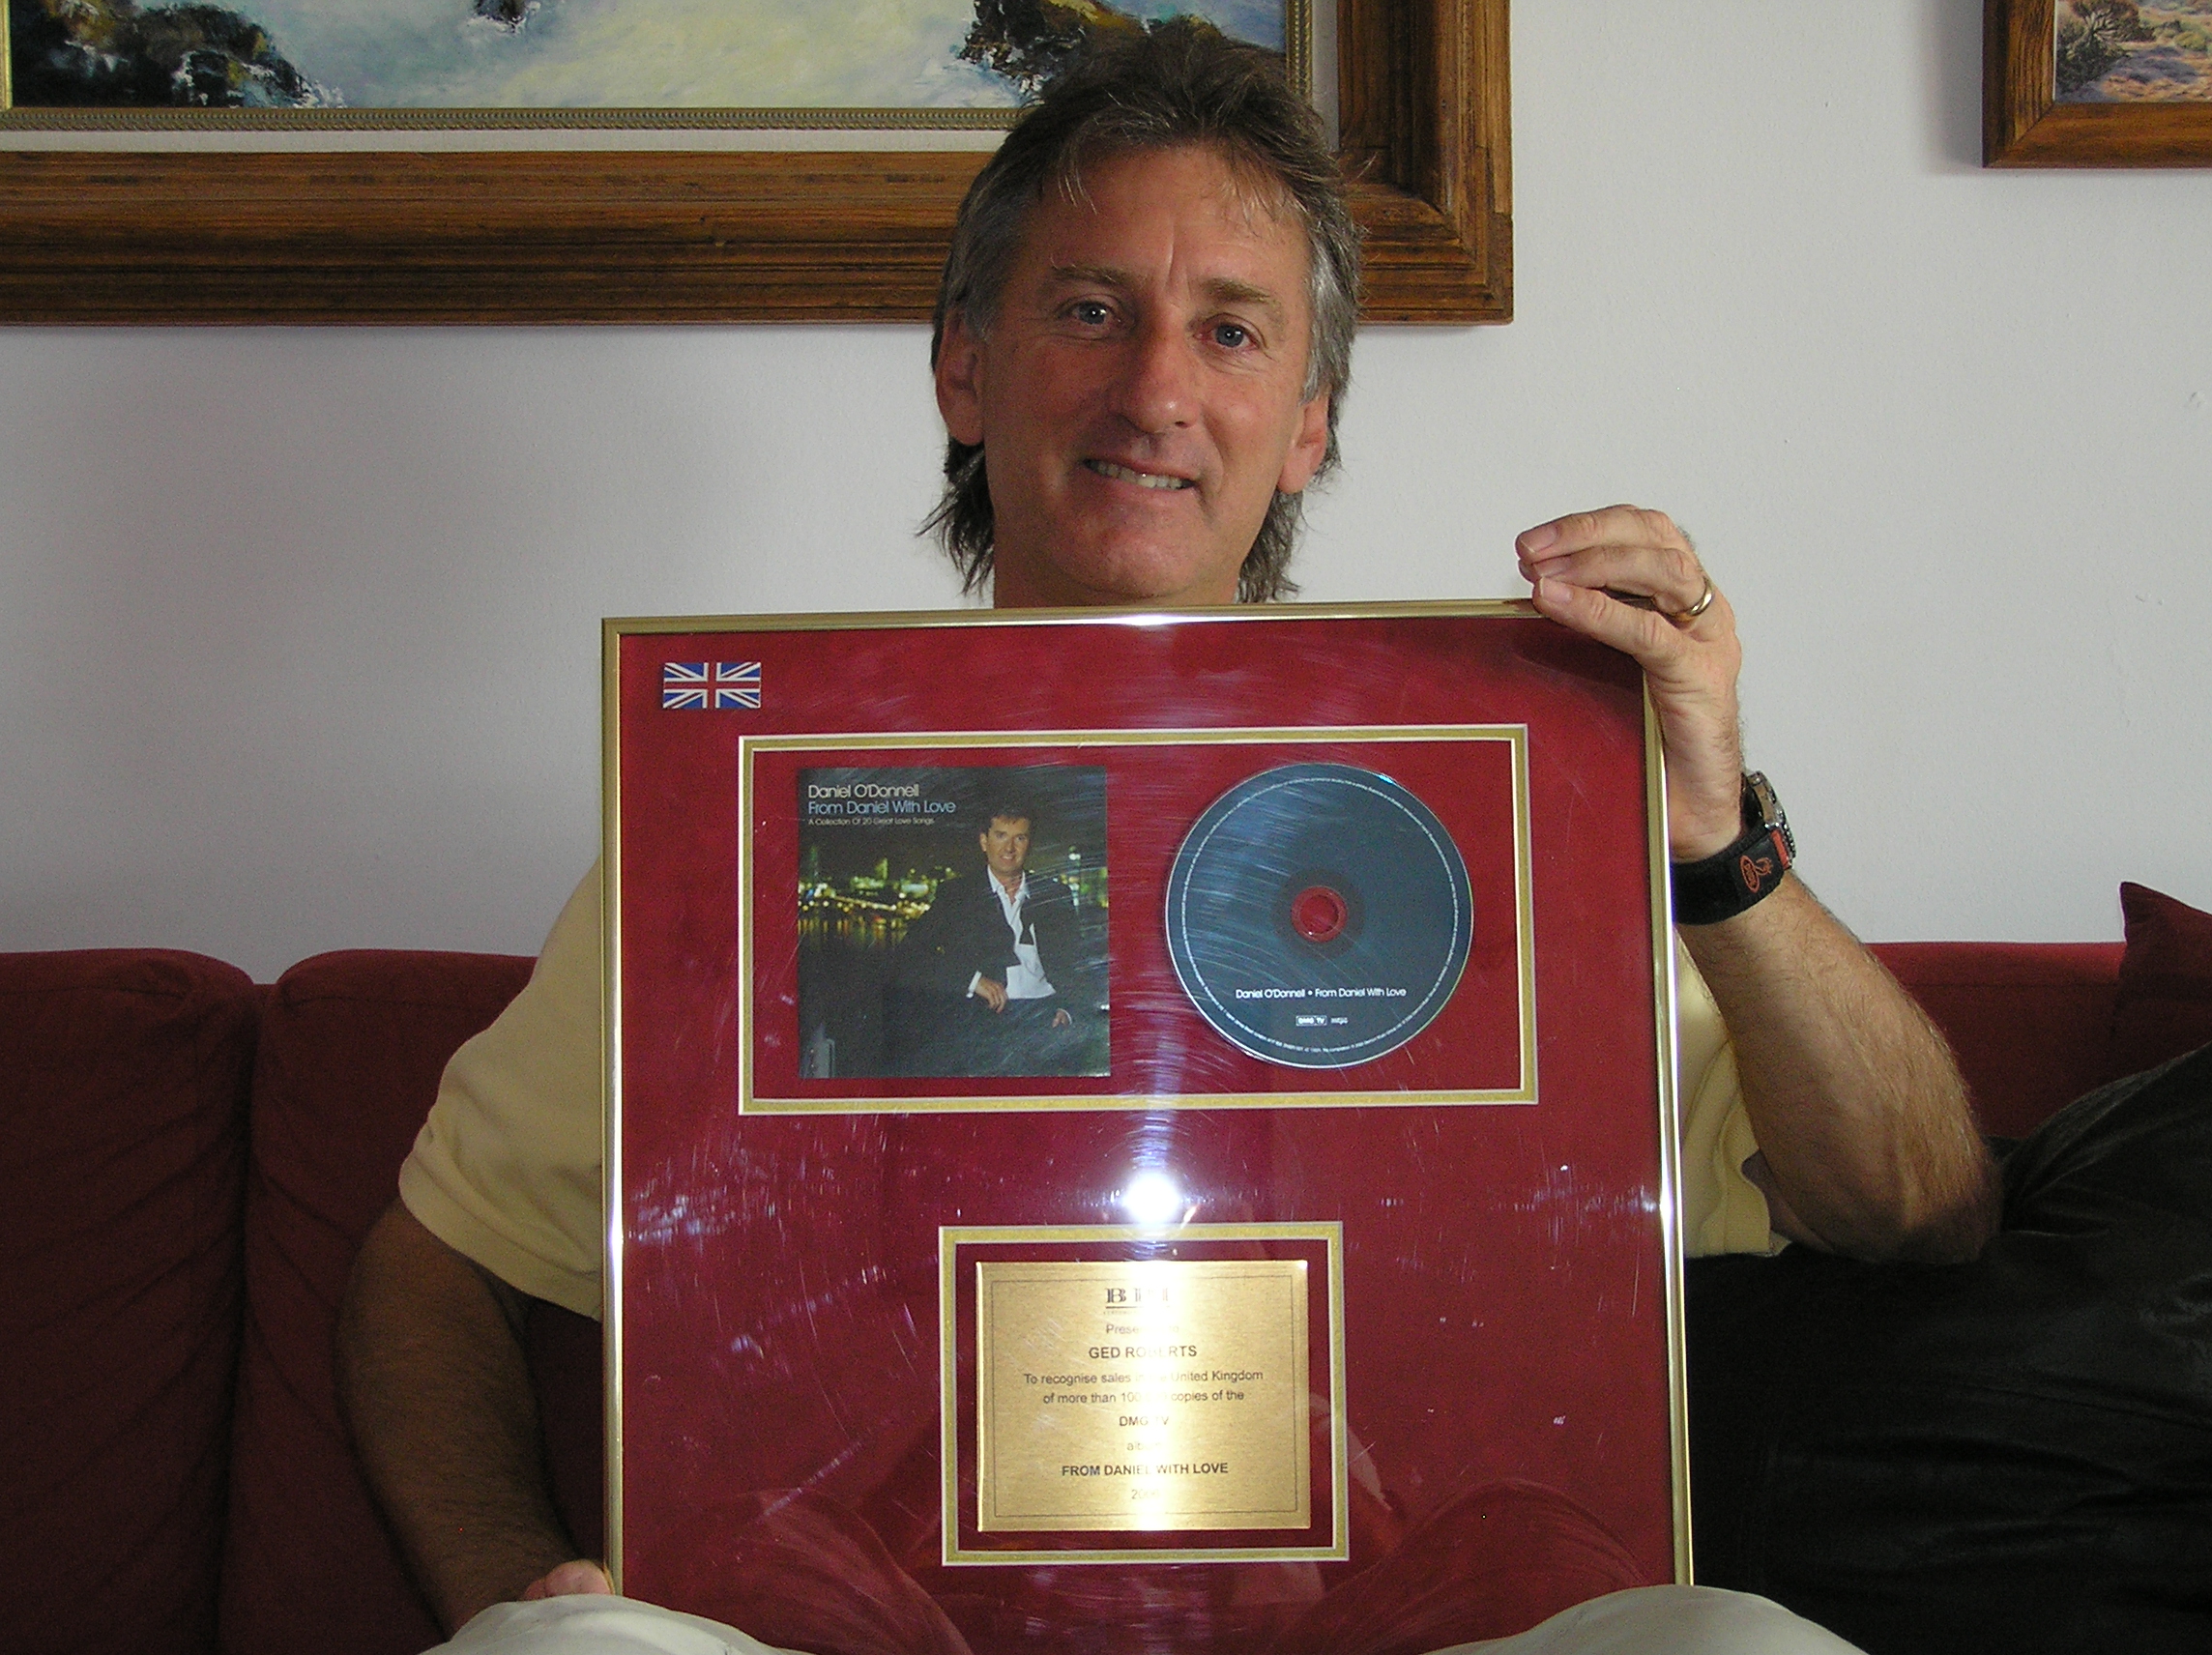 Daniel O'Donnell
From Daniel With Love
A Collection Of 20 Great Love Songs
Daniel O'Donnell • From Daniel With Love
DMG TV
BPI
GED ROBERTS
To recognise sales in the United Kingdom
of more than copies of the
DMG TV
album
FROM DANIEL WITH LOVE